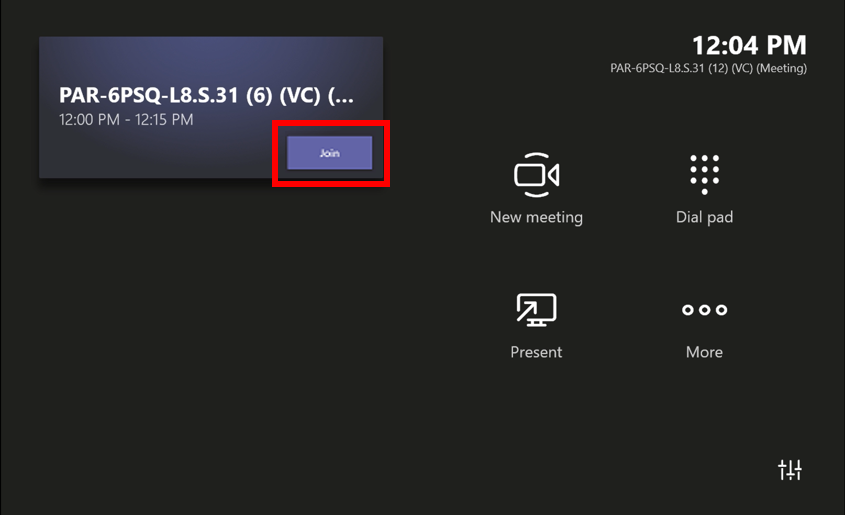 PAR-6PSQ-L8.S.31 (6) (VC) (...
12:00 PM - 12:15 PM
Join
12:04 PM
PAR-6PSQ-L8.S.31 (12) (VC) (Meeting)
New meeting
Dial pad
Present
More